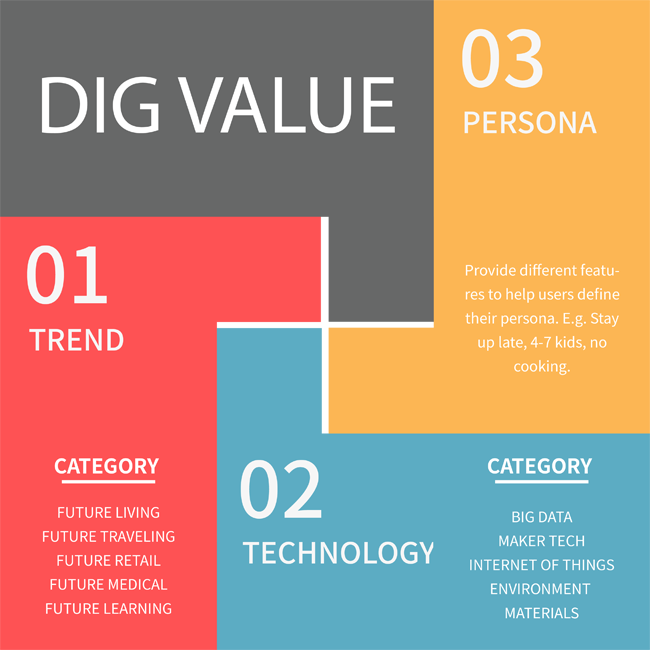 DIG VALUE
01
TREND
CATEGORY
FUTURE LIVING
FUTURE TRAVELING
FUTURE RETAIL
FUTURE MEDICAL
FUTURE LEARNING
02
TECHNOLOGY
CATEGORY
BIG DATA
MAKER TECH
INTERNET OF THINGS
ENVIRONMENT
MATERIALS
03
PERSONA
Provide different featu-
res to help users define
their persona. E.g. Stay
up late, 4-7 kids, no
cooking.